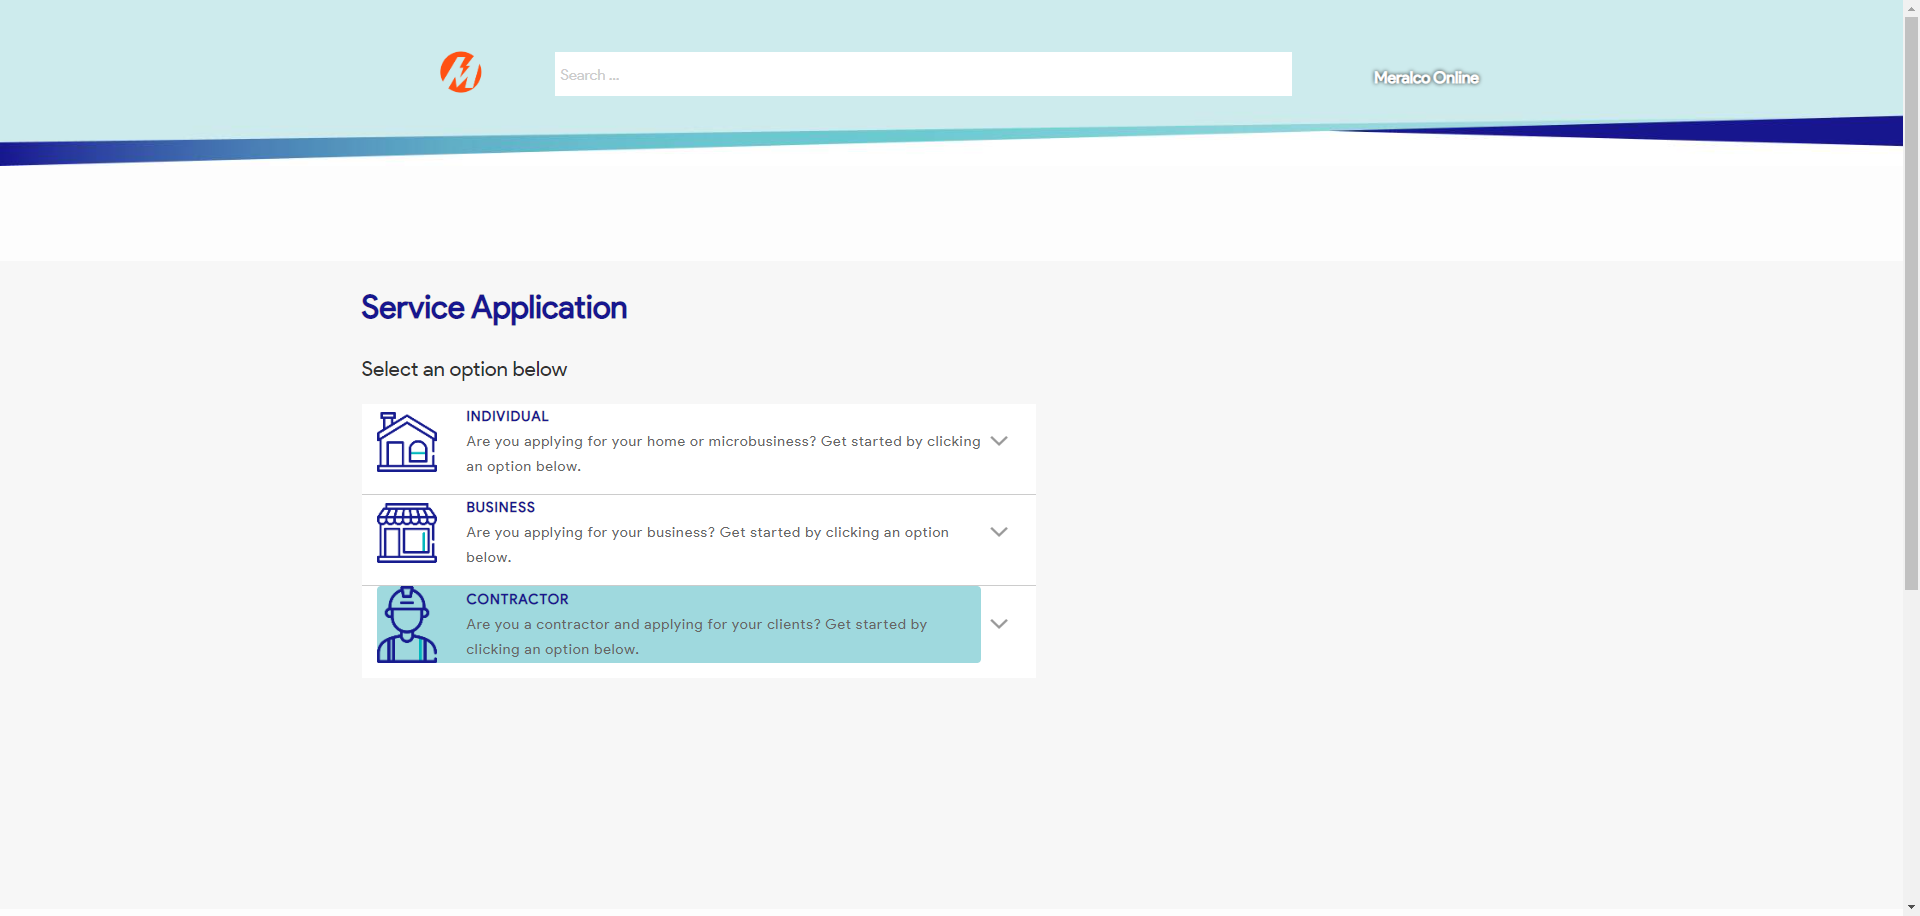 Search ...
Meralco Online
Service Application
Select an option below
INDIVIDUAL
Are you applying for your home or microbusiness? Get started by clicking
an option below.
BUSINESS
Are you applying for your business? Get started by clicking an option
below.
CONTRACTOR
Are you a contractor and applying for your clients? Get started by
clicking an option below.